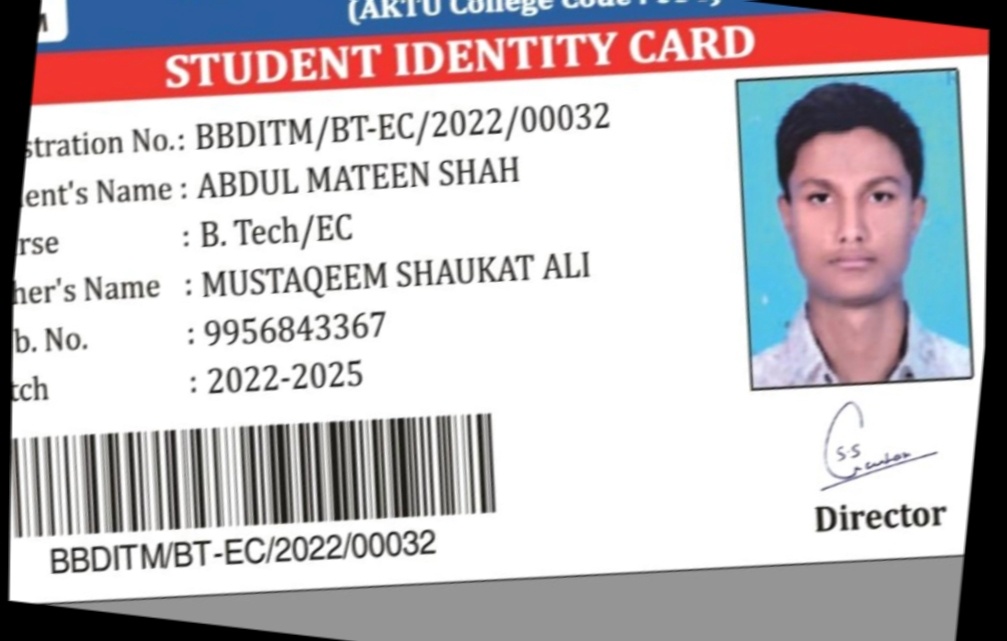 (AKTU College Code :
STUDENT IDENTITY CARD
stration No.: BBDITM/BT-EC/2022/00032
ent's Name : ABDUL MATEEN SHAH
rse : B. Tech/EC
her's Name : MUSTAQEEM SHAUKAT ALI
b. No. : 9956843367
tch : 2022-2025
BBDITM/BT-EC/2022/00032
Director